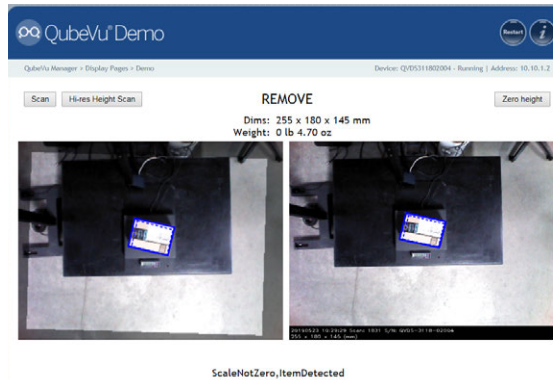 QubeVu® Demo
Restart
i
QubeVu Manager > Display Pages > Demo
Device: QVDS311802004 - Running | Address: 10.10.1.2
Scan
Hi-res Height Scan
REMOVE
Zero height
Dims: 255 x 180 x 145 mm
Weight: 0 lb 4.70 oz
255 x 180 x 145 (mm)
ScaleNotZero,ItemDetected